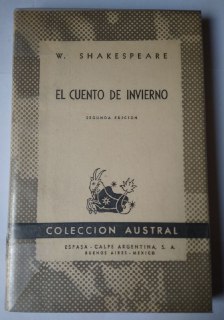 W. SHAKESPEARE
EL CUENTO DE INVIERNO
SEGUNDA EDICION
COLECCION AUSTRAL
ESPASA - CALPE ARGENTINA, S. A.
BUENOS AIRES - MEXICO